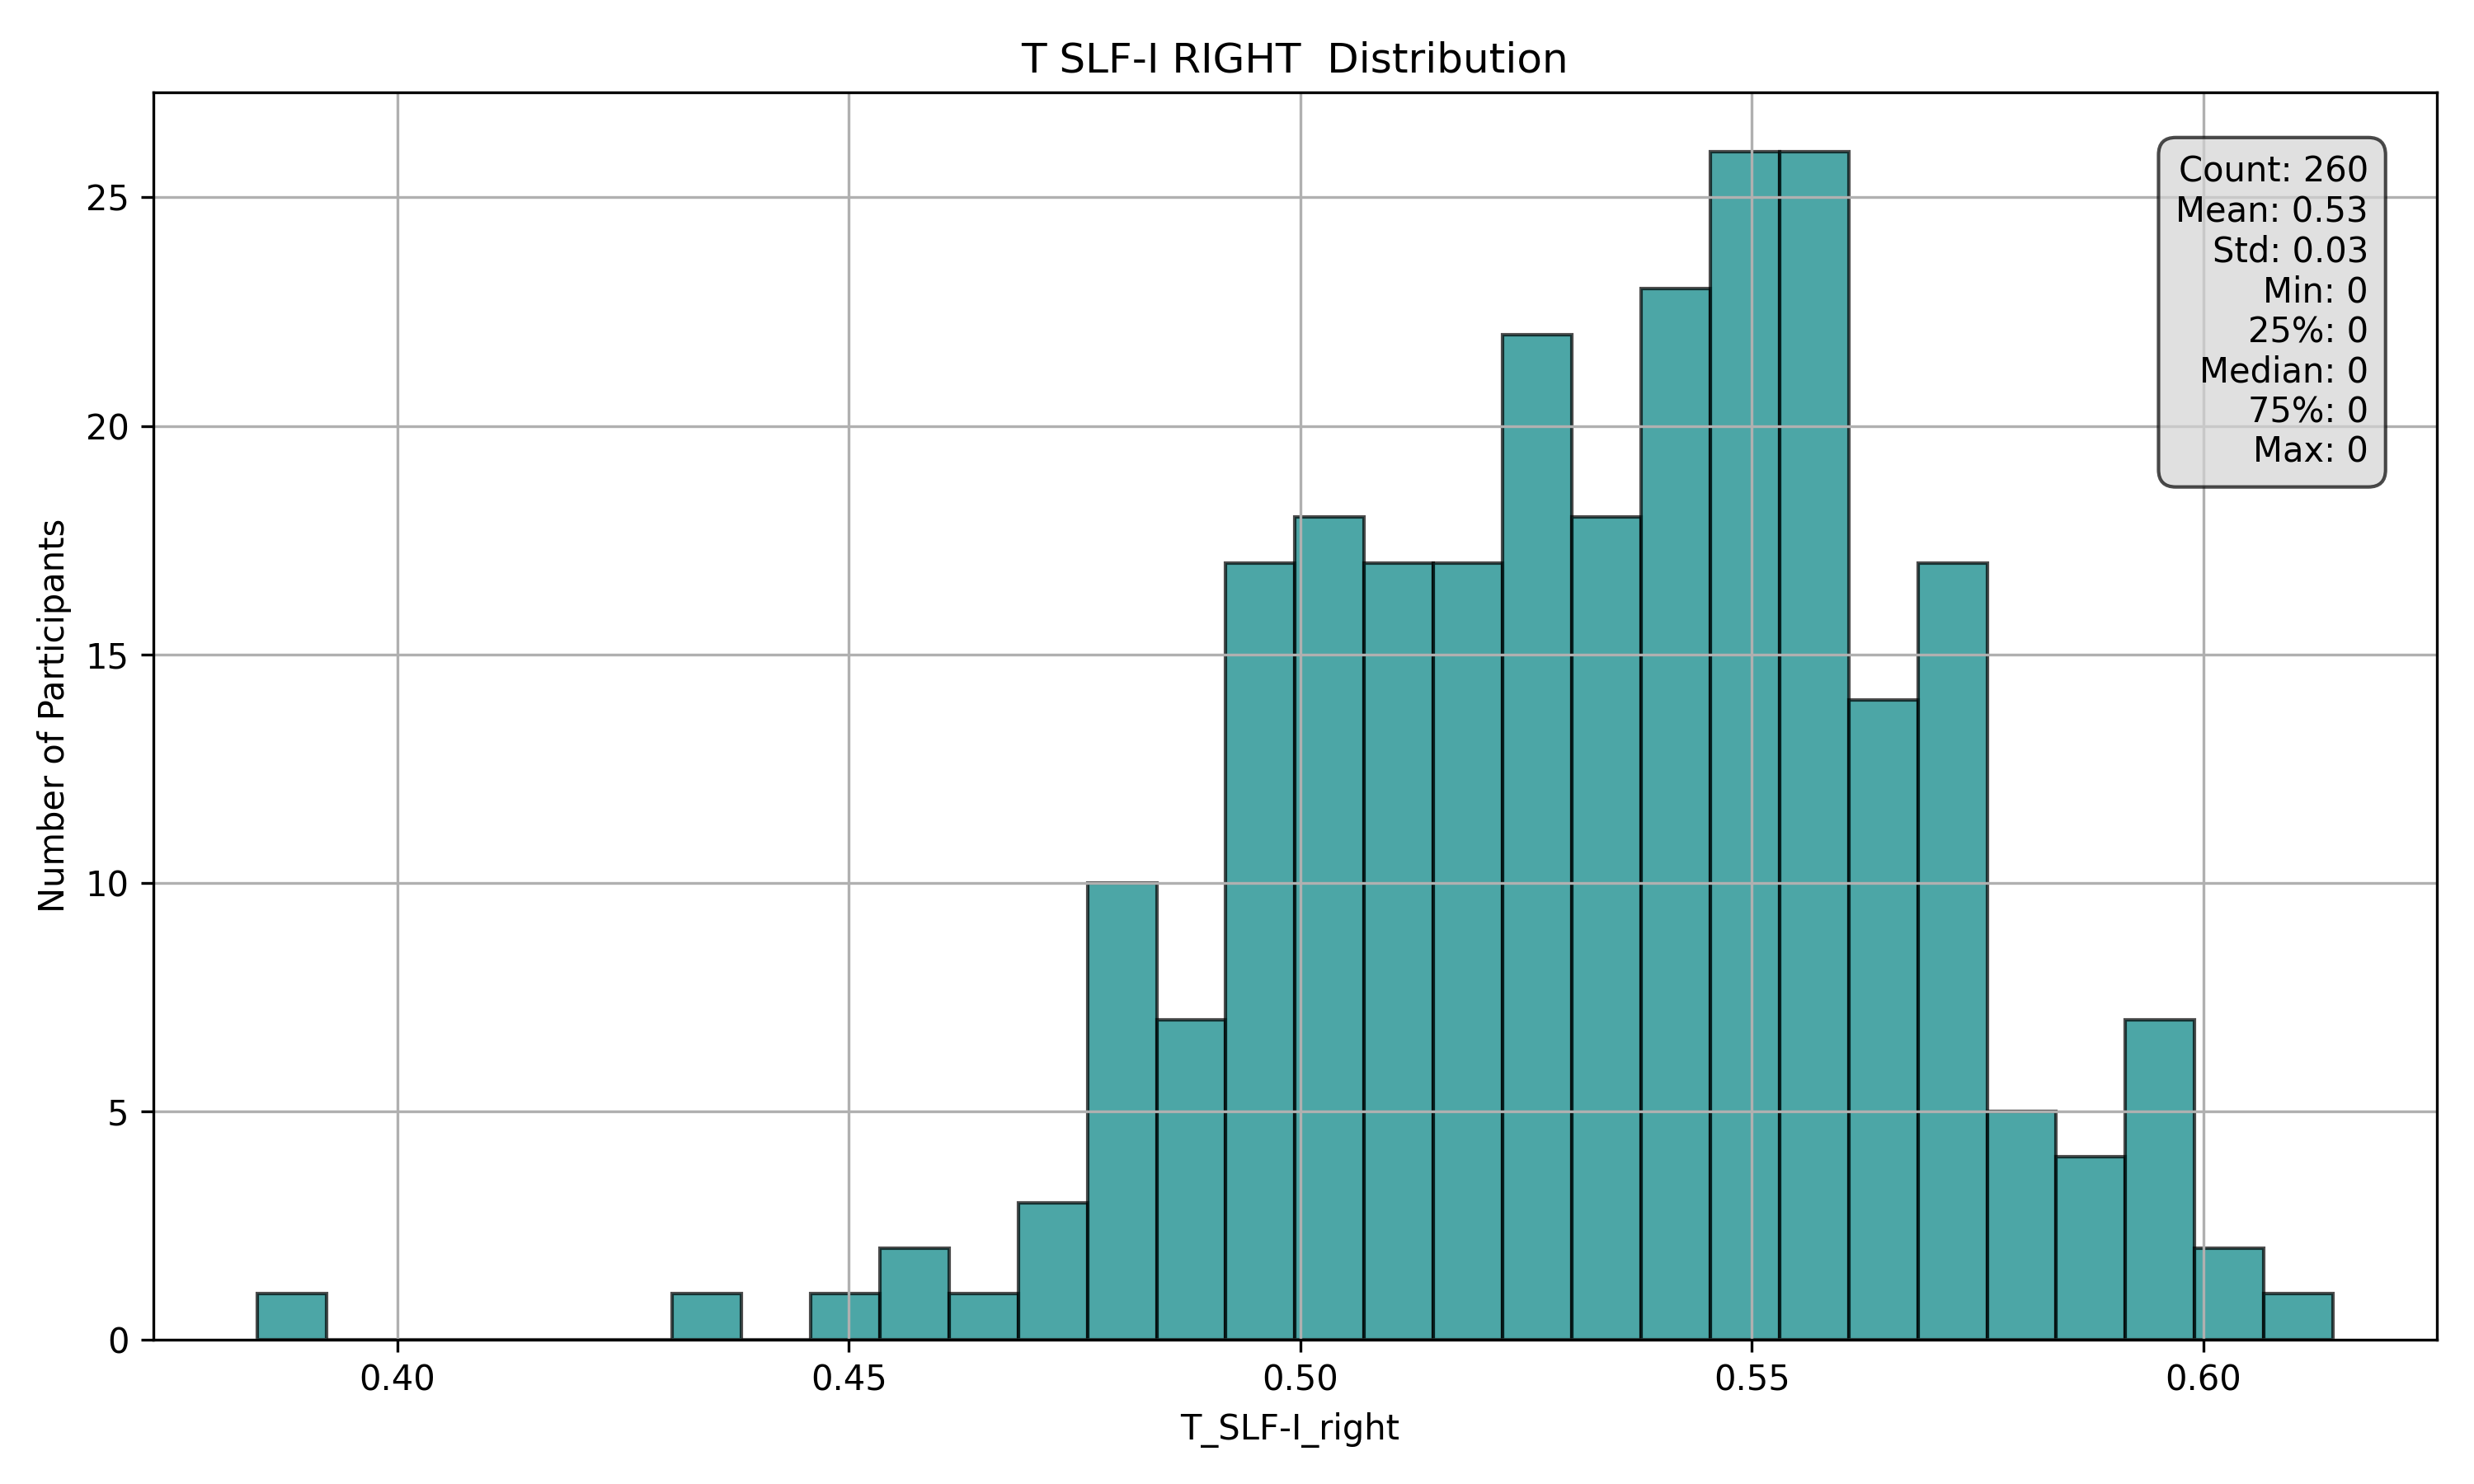 T SLF-I RIGHT  Distribution
Count: 260
Mean: 0.53
Std: 0.03
Min: 0
25%: 0
Median: 0
75%: 0
Max: 0
Number of Participants
25
20
15
10
5
0
0.40 0.45 0.50 0.55 0.60
T_SLF-I_right